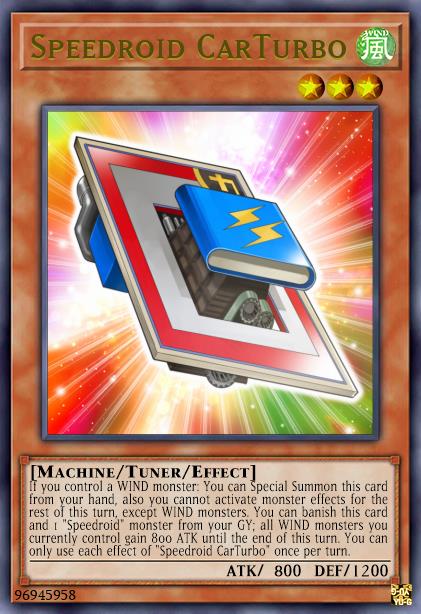 SPEEDROID CARTURBO
WIND
風
[MACHINE/TUNER/EFFECT]
If you control a WIND monster: You can Special Summon this card
from your hand, also you cannot activate monster effects for the
rest of this turn, except WIND monsters. You can banish this card
and 1 "Speedroid" monster from your GY; all WIND monsters you
currently control gain 800 ATK until the end of this turn. You can
only use each effect of "Speedroid CarTurbo" once per turn.
ATK/ 800 DEF/1200
96945958